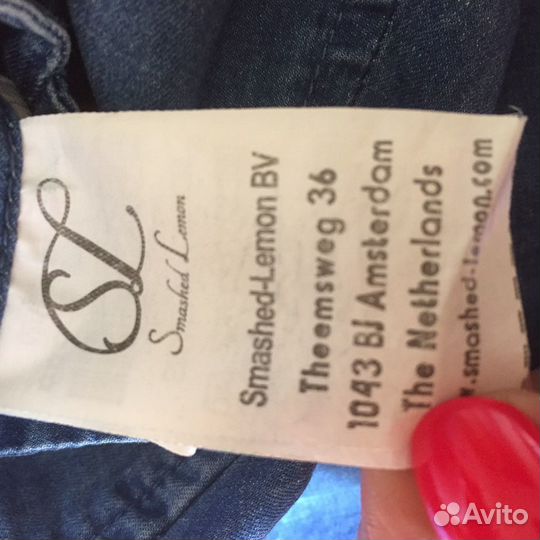 SL
Smashed Lemon
Smashed-Lemon BV
Theemsweg 36
1043 BJ Amsterdam
The Netherlands
.smashed-lemon.com
Avito